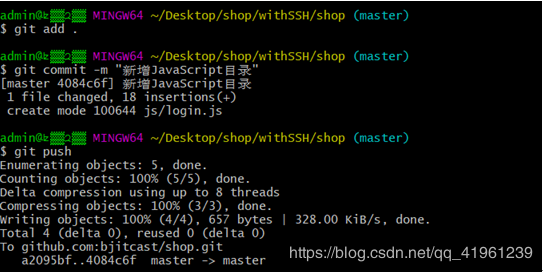 admin@ MINGW64 ~/Desktop/shop/withSSH/shop (master)
$ git add .
admin@ MINGW64 ~/Desktop/shop/withSSH/shop (master)
$ git commit -m "新增JavaScript目录"
[master 4084c6f] 新增JavaScript目录
1 file changed, 18 insertions(+)
create mode 100644 js/login.js
admin@ MINGW64 ~/Desktop/shop/withSSH/shop (master)
$ git push
Enumerating objects: 5, done.
Counting objects: 100% (5/5), done.
Delta compression using up to 8 threads
Compressing objects: 100% (3/3), done.
Writing objects: 100% (4/4), 657 bytes | 328.00 KiB/s, done.
Total 4 (delta 0), reused 0 (delta 0)
To github.com:bjitcast/shop.git
a2095bf..4084c6f  master -> master
https://blog.csdn.net/qq_41961239